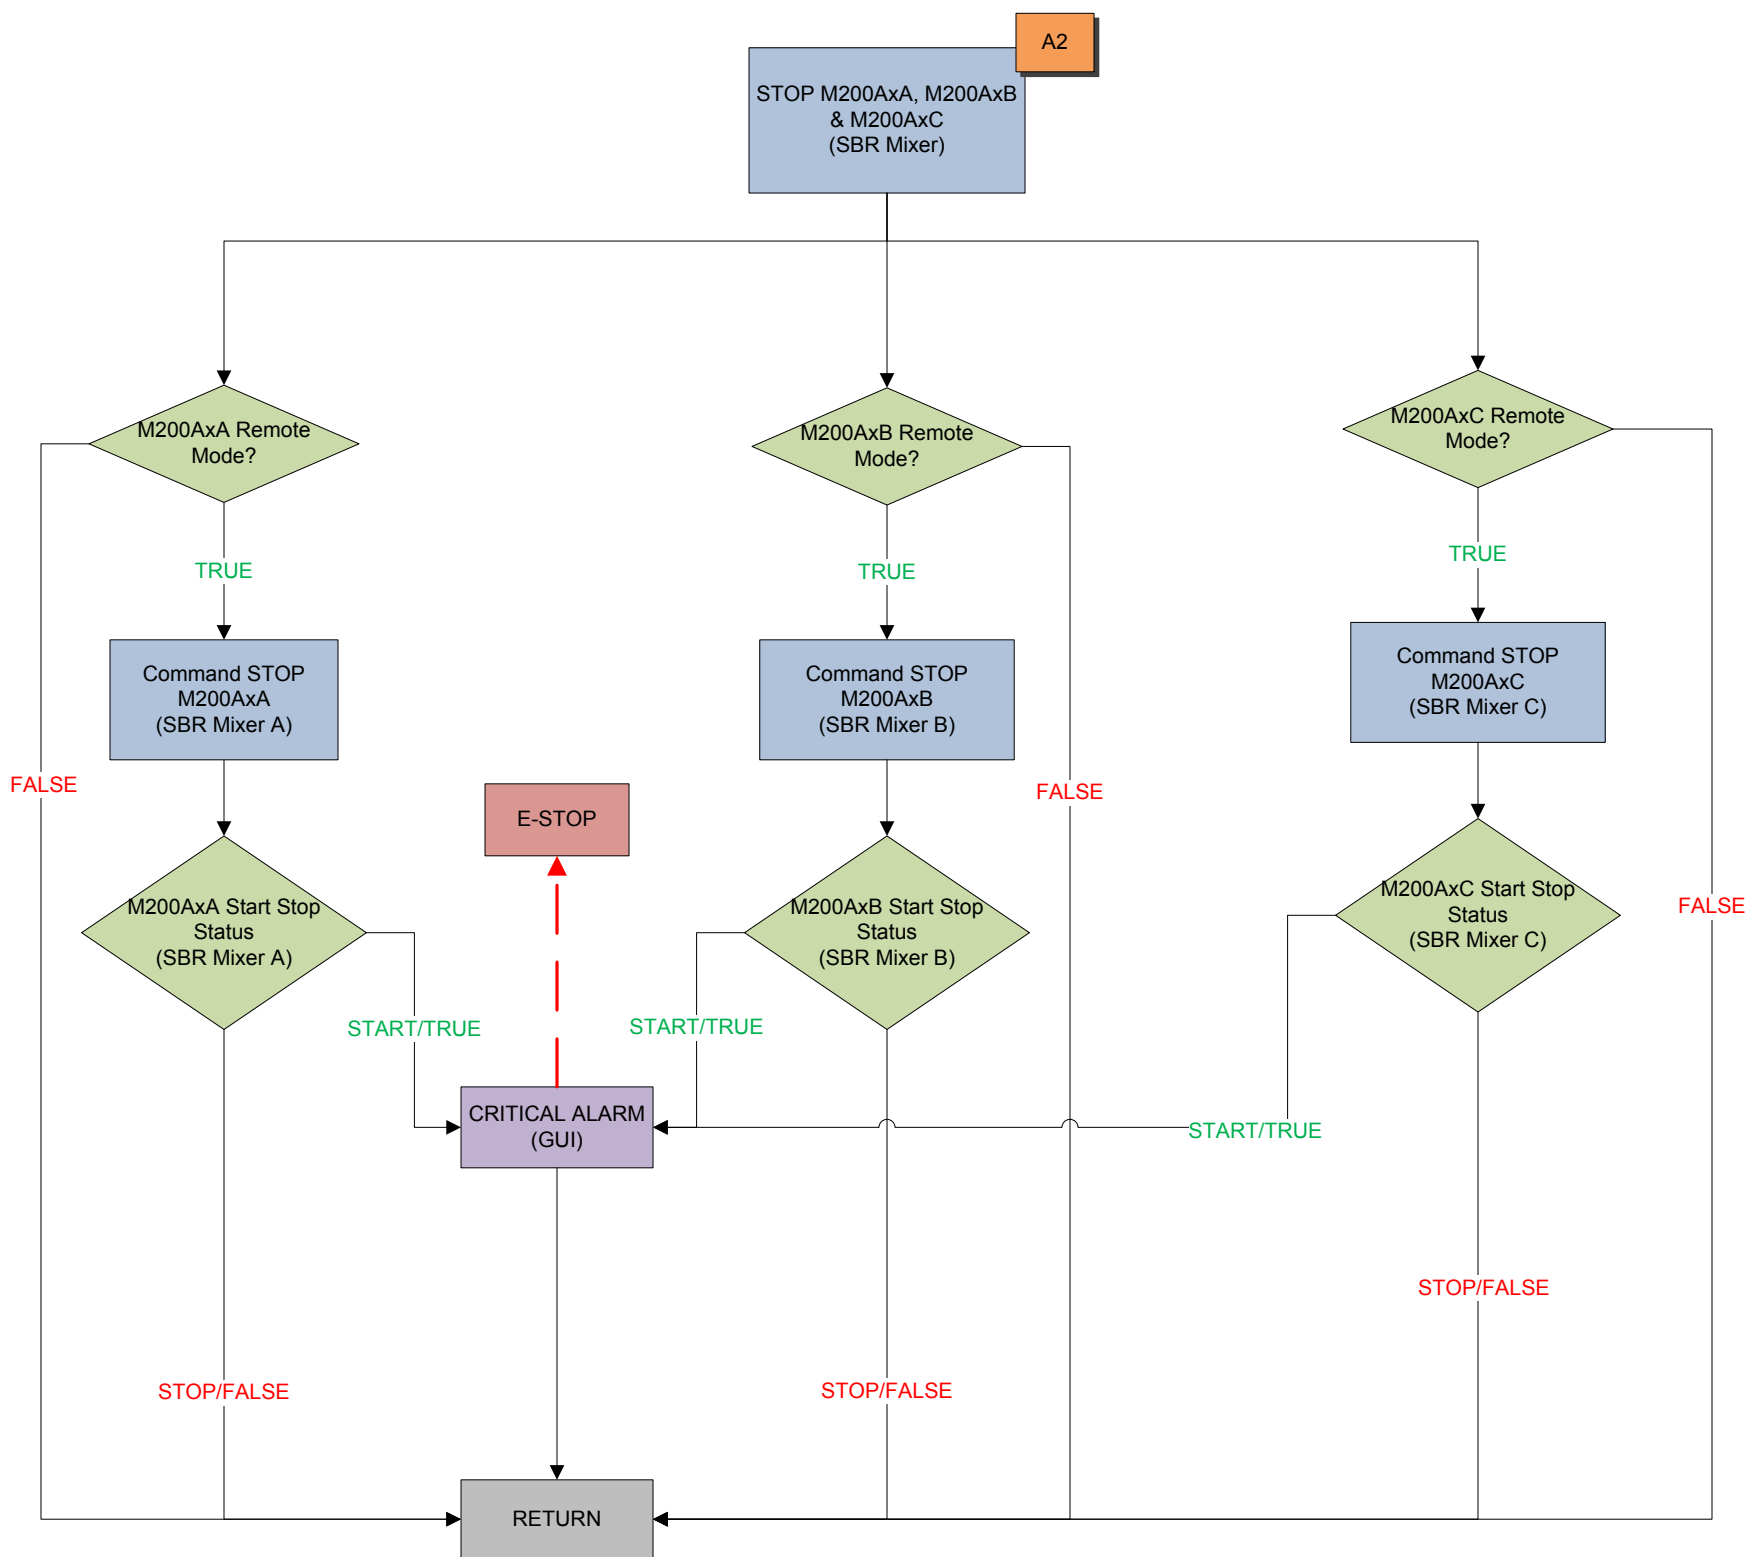 A2
STOP M200AxA, M200AxB
& M200AxC
(SBR Mixer)
M200AxA Remote
Mode?
M200AxB Remote
Mode?
M200AxC Remote
Mode?
TRUE
TRUE
TRUE
Command STOP
M200AxA
(SBR Mixer A)
Command STOP
M200AxB
(SBR Mixer B)
Command STOP
M200AxC
(SBR Mixer C)
FALSE
E-STOP
FALSE
FALSE
M200AxA Start Stop
Status
(SBR Mixer A)
M200AxB Start Stop
Status
(SBR Mixer B)
M200AxC Start Stop
Status
(SBR Mixer C)
START/TRUE
START/TRUE
START/TRUE
CRITICAL ALARM
(GUI)
STOP/FALSE
STOP/FALSE
STOP/FALSE
RETURN